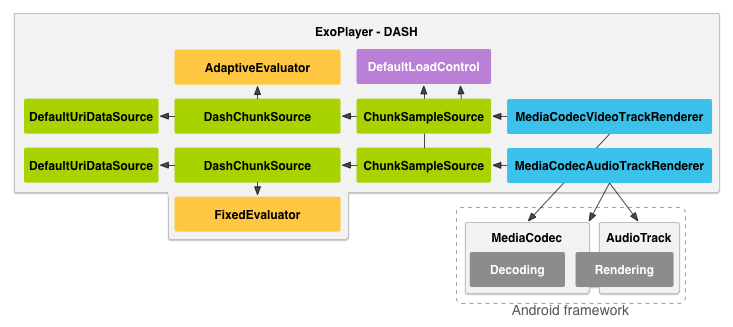 ExoPlayer - DASH
AdaptiveEvaluator
DefaultLoadControl
DefaultUriDataSource
DashChunkSource
ChunkSampleSource
MediaCodecVideoTrackRenderer
DefaultUriDataSource
DashChunkSource
ChunkSampleSource
MediaCodecAudioTrackRenderer
FixedEvaluator
MediaCodec
AudioTrack
Decoding
Rendering
Android framework